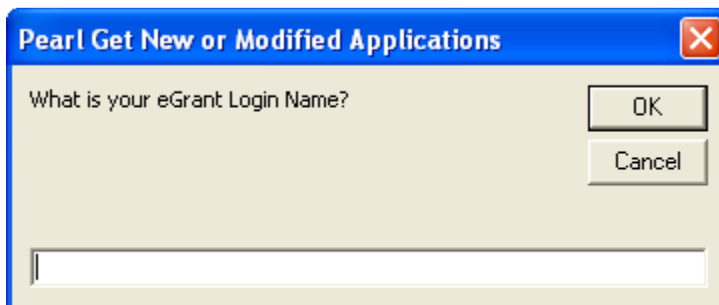 Pearl Get New or Modified Applications
What is your eGrant Login Name?
OK
Cancel